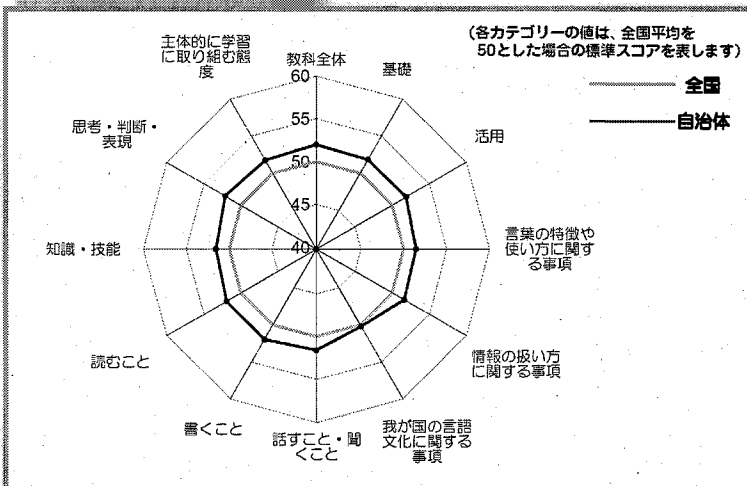 (各カテゴリーの値は、全国平均を
50とした場合の標準スコアを表します)
全国
自治体
教科全体
基礎
活用
言葉の特徴や
使い方に関す
る事項
情報の扱い方
に関する事項
我が国の言語
文化に関する
事項
話すこと・聞
くこと
書くこと
読むこと
知識・技能
思考・判断・
表現
主体的に学習
に取り組む態
度
60
55
50
45
40